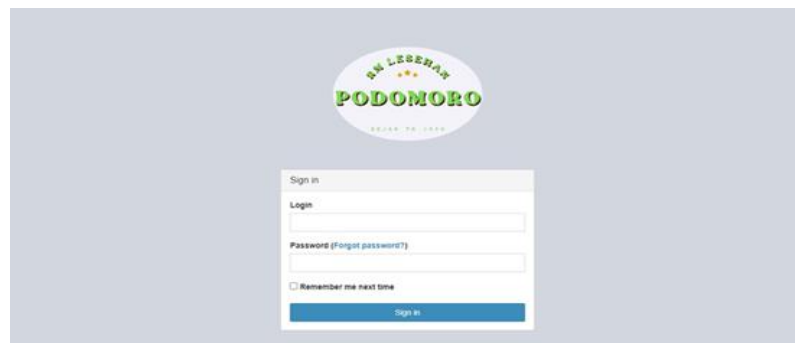 RM LESEHAN
PODOMORO
Sign in
Login
Password (Forgot password?)
Remember me next time
Sign in